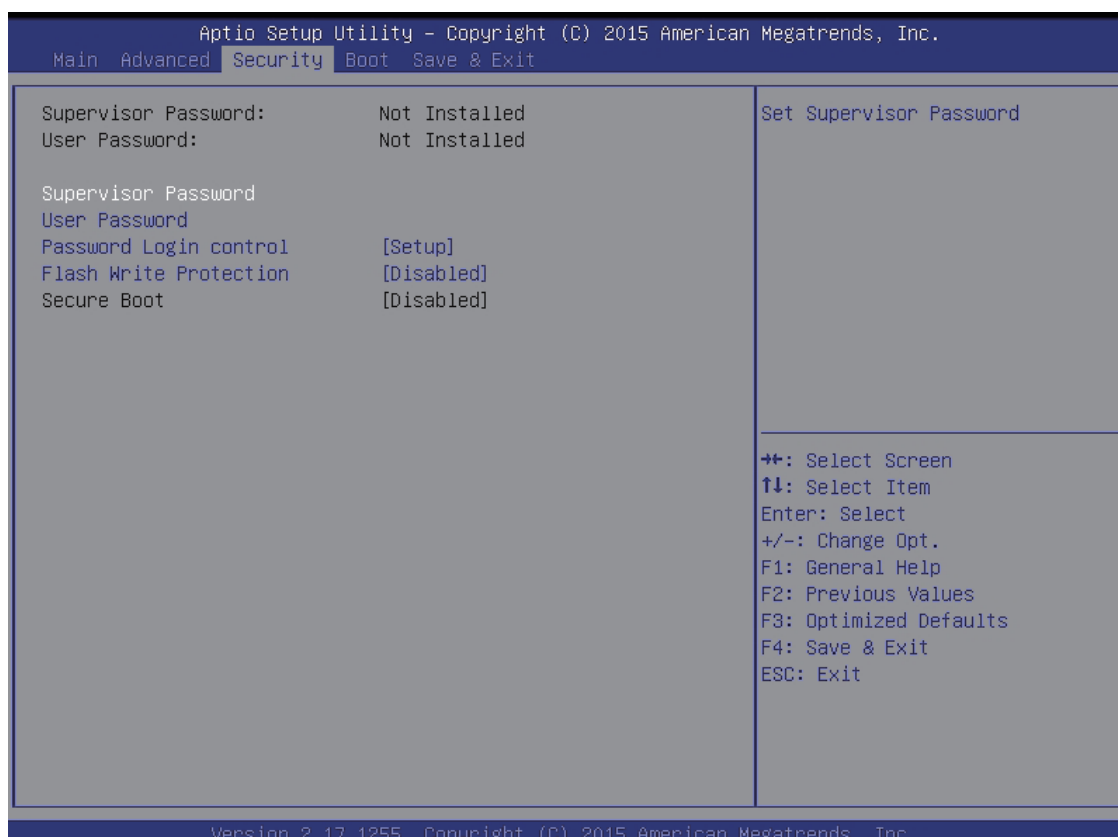 Aptio Setup Utility – Copyright (C) 2015 American Megatrends, Inc.
Main Advanced Security Boot Save & Exit
Supervisor Password: Not Installed
User Password: Not Installed
Supervisor Password
User Password
Password Login control [Setup]
Flash Write Protection [Disabled]
Secure Boot [Disabled]
Set Supervisor Password
→←: Select Screen
↑↓: Select Item
Enter: Select
+/-: Change Opt.
F1: General Help
F2: Previous Values
F3: Optimized Defaults
F4: Save & Exit
ESC: Exit
Version 2.17.1255. Copyright (C) 2015 American Megatrends, Inc.